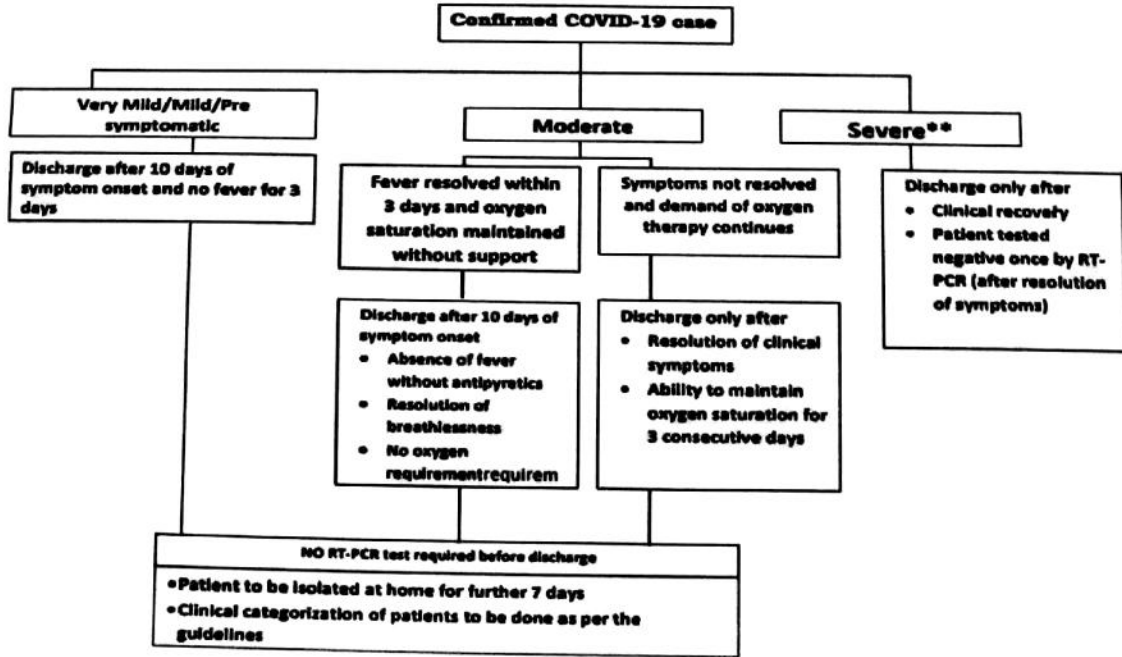 Confirmed COVID-19 case
Very Mild/Mild/Pre
symptomatic
Discharge after 10 days of
symptom onset and no fever for 3
days
Moderate
Fever resolved within
3 days and oxygen
saturation maintained
without support
Symptoms not resolved
and demand of oxygen
therapy continues
Discharge after 10 days of
symptom onset
• Absence of fever
without antipyretics
• Resolution of
breathlessness
• No oxygen
requirementrequirem
Discharge only after
• Resolution of clinical
symptoms
• Ability to maintain
oxygen saturation for
3 consecutive days
Severe**
Discharge only after
• Clinical recovery
• Patient tested
negative once by RT-
PCR (after resolution
of symptoms)
NO RT-PCR test required before discharge
•Patient to be isolated at home for further 7 days
•Clinical categorization of patients to be done as per the
guidelines